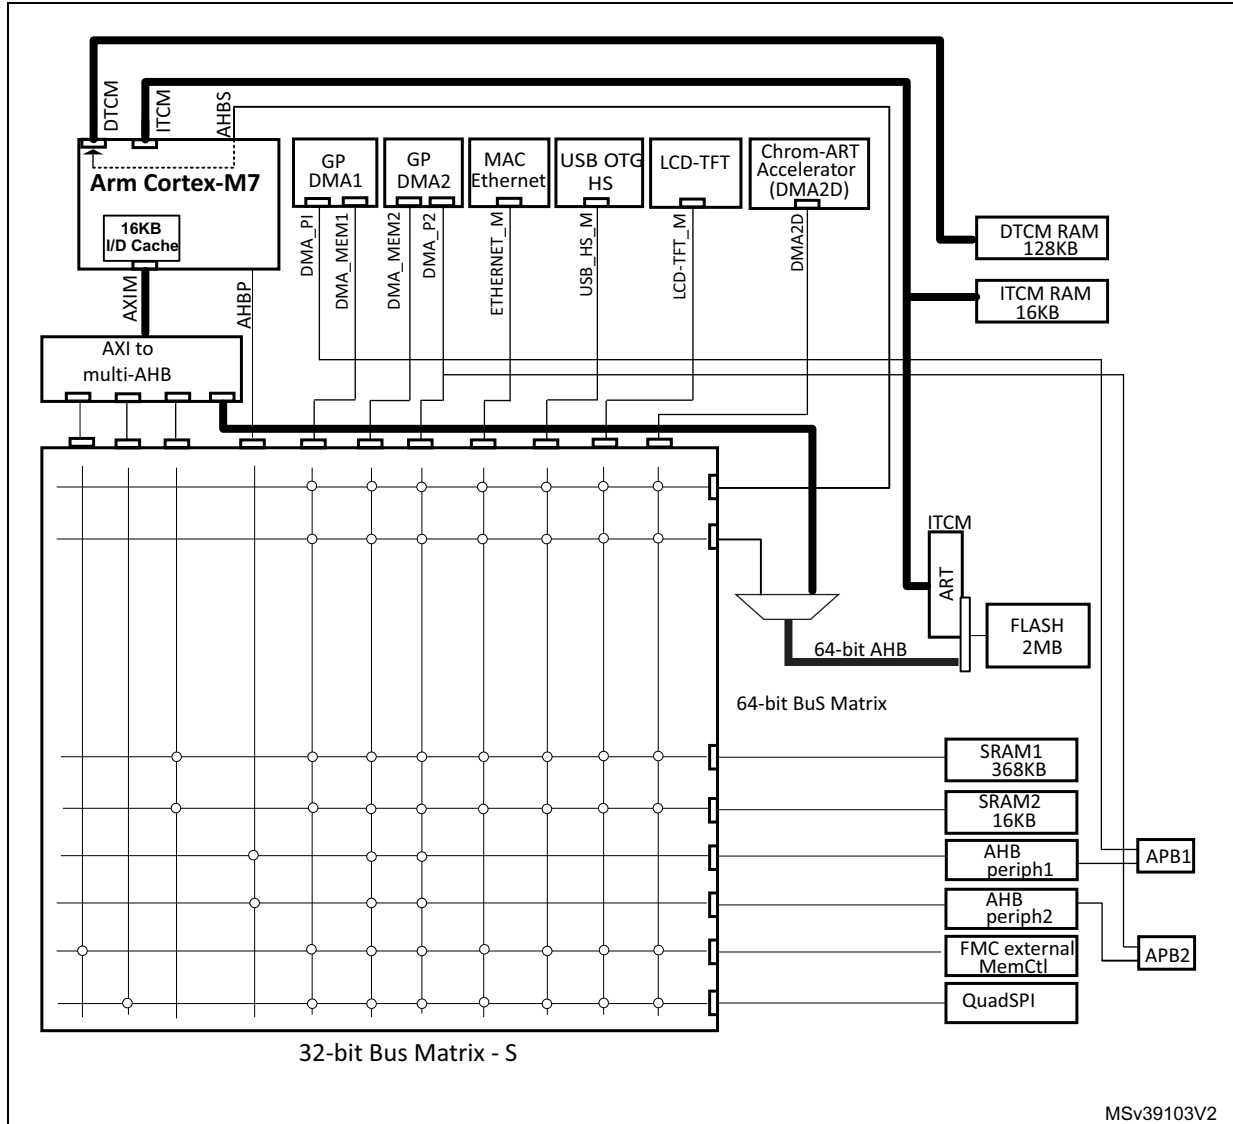 DTCM
ITCM
AHBS
Arm Cortex-M7
16KB
I/D Cache
AXIM
AHBP
GP
DMA1
GP
DMA2
MAC
Ethernet
USB OTG
HS
LCD-TFT
Chrom-ART
Accelerator
(DMA2D)
DMA_PI
DMA_MEM1
DMA_MEM2
DMA_P2
ETHERNET_M
USB_HS_M
LCD-TFT_M
DMA2D
DTCM RAM
128KB
ITCM RAM
16KB
AXI to
multi-AHB
ITCM
ART
FLASH
2MB
64-bit AHB
64-bit BuS Matrix
SRAM1
368KB
SRAM2
16KB
AHB
periph1
APB1
AHB
periph2
FMC external
MemCtl
APB2
QuadSPI
32-bit Bus Matrix - S
MSv39103V2